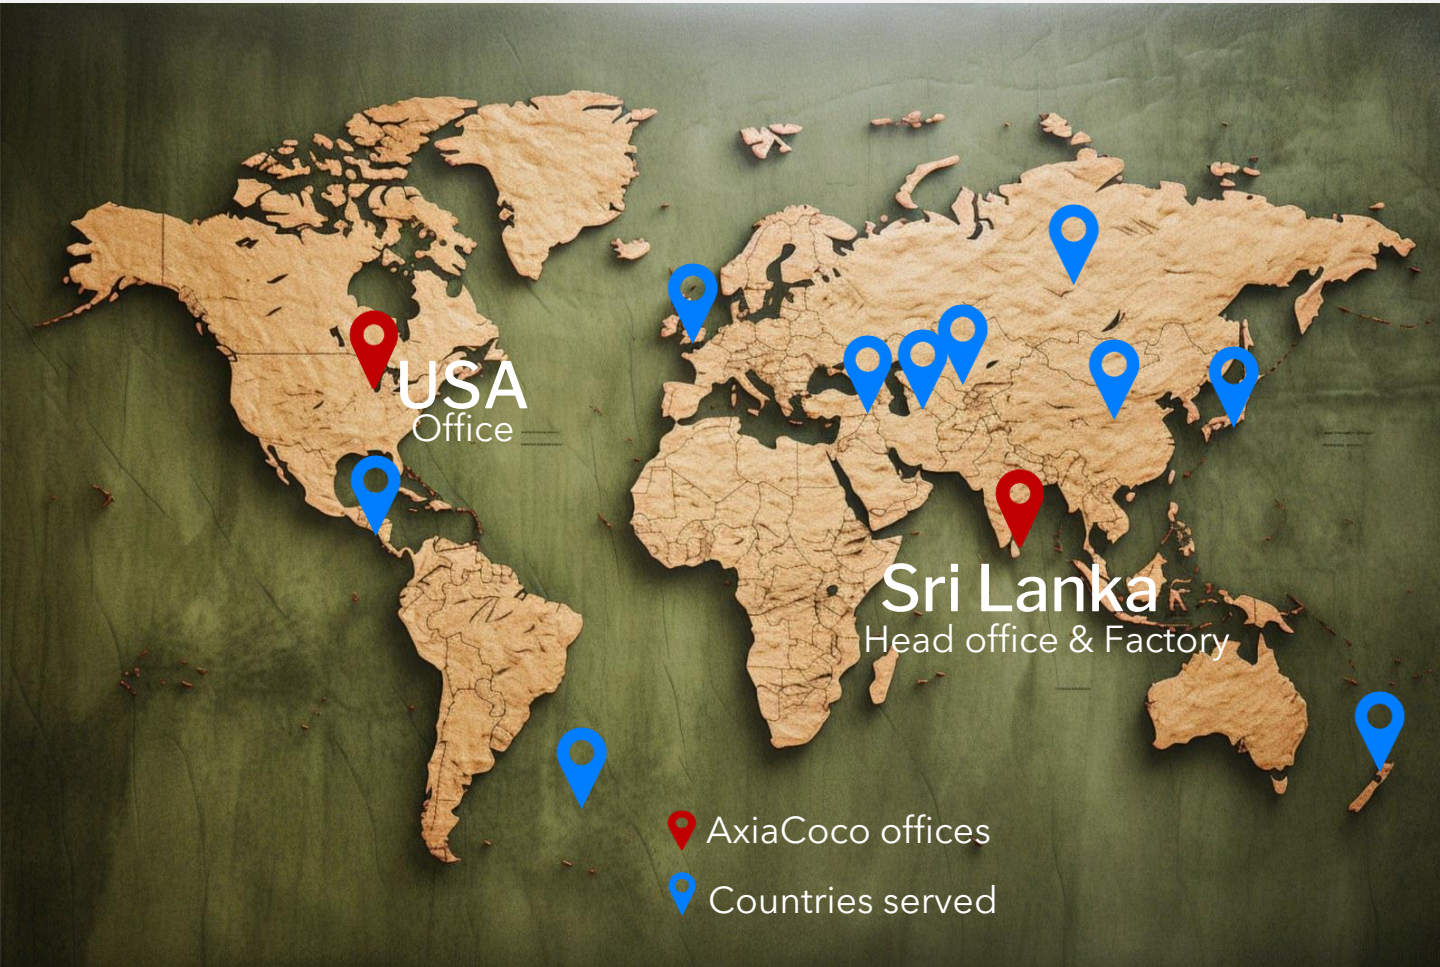 USA
Office
Sri Lanka
Head office & Factory
AxiaCoco offices
Countries served